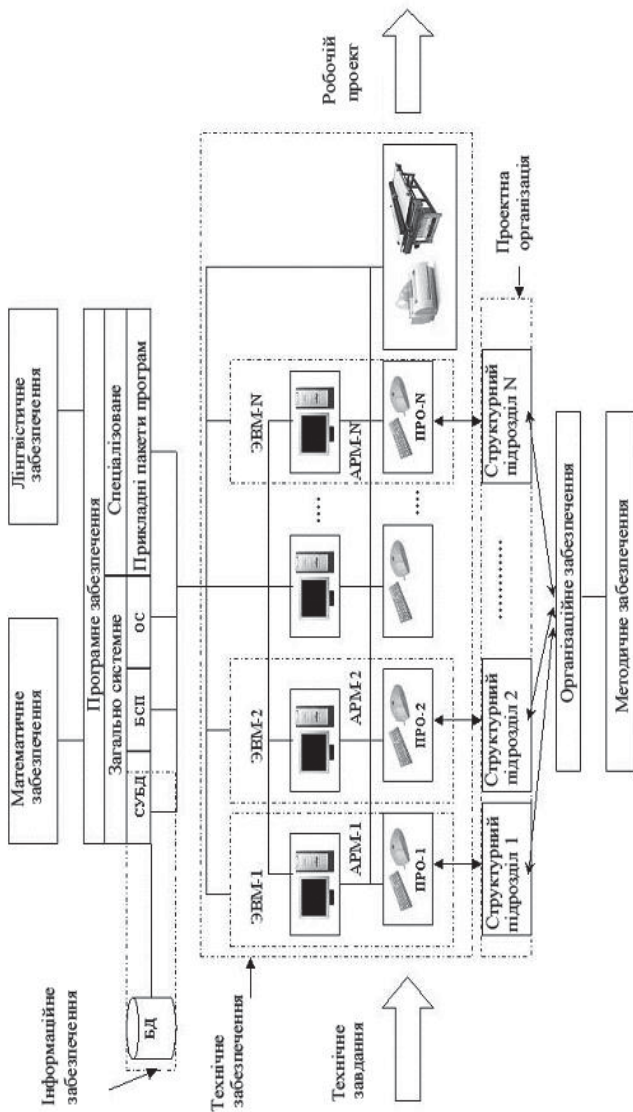 Математичне
забезпечення
Лінгвістичне
забезпечення
Програмне забезпечення
Загально системне
Спеціалізоване
СУБД
БСП
ОС
Прикладні пакети програм
Інформаційне
забезпечення
БД
Технічне
забезпечення
ЭВМ-1
ЭВМ-2
ЭВМ-N
АРМ-1
АРМ-2
.....
АРМ-N
ПРО-1
ПРО-2
.....
ПРО-N
Технічне
завдання
Робочій
проект
Структурний
підрозділ 1
Структурний
підрозділ 2
............
Структурний
підрозділ N
Проектна
організація
Організаційне забезпечення
Методичне забезпечення